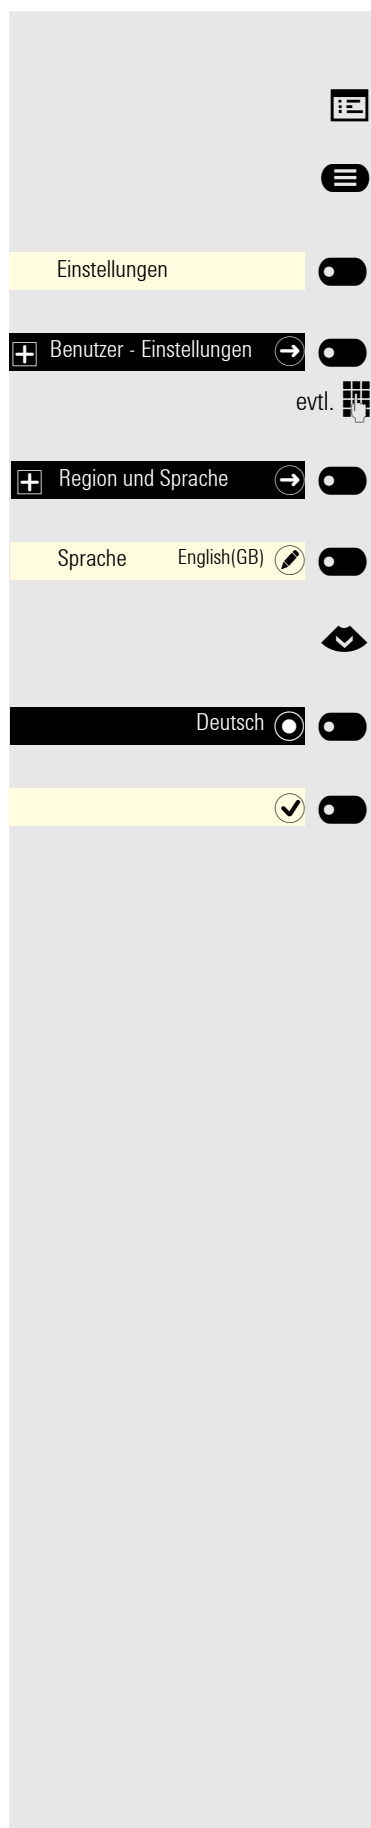 Einstellungen
Benutzer - Einstellungen
evtl.
Region und Sprache
Sprache English(GB)
Deutsch